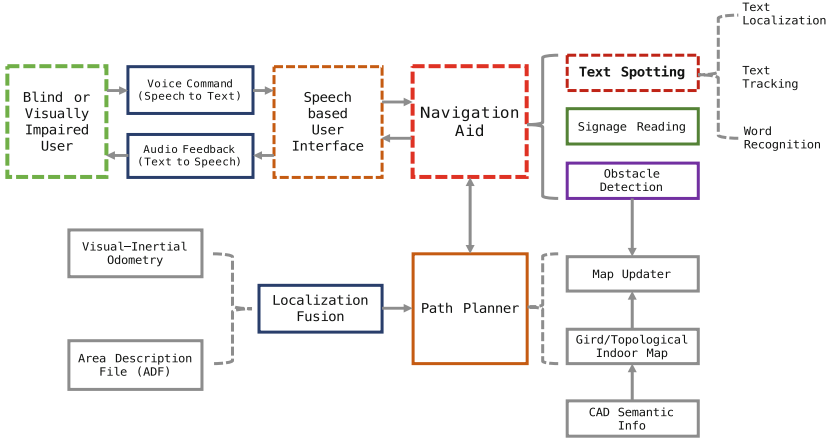 Text
Localization
Text
Tracking
Word
Recognition
Text Spotting
Signage Reading
Obstacle
Detection
Blind or
Visually
Impaired
User
Voice Command
(Speech to Text)
Audio Feedback
(Text to Speech)
Speech
based
User
Interface
Navigation
Aid
Visual-Inertial
Odometry
Area Description
File (ADF)
Localization
Fusion
Path Planner
Map Updater
Gird/Topological
Indoor Map
CAD Semantic
Info